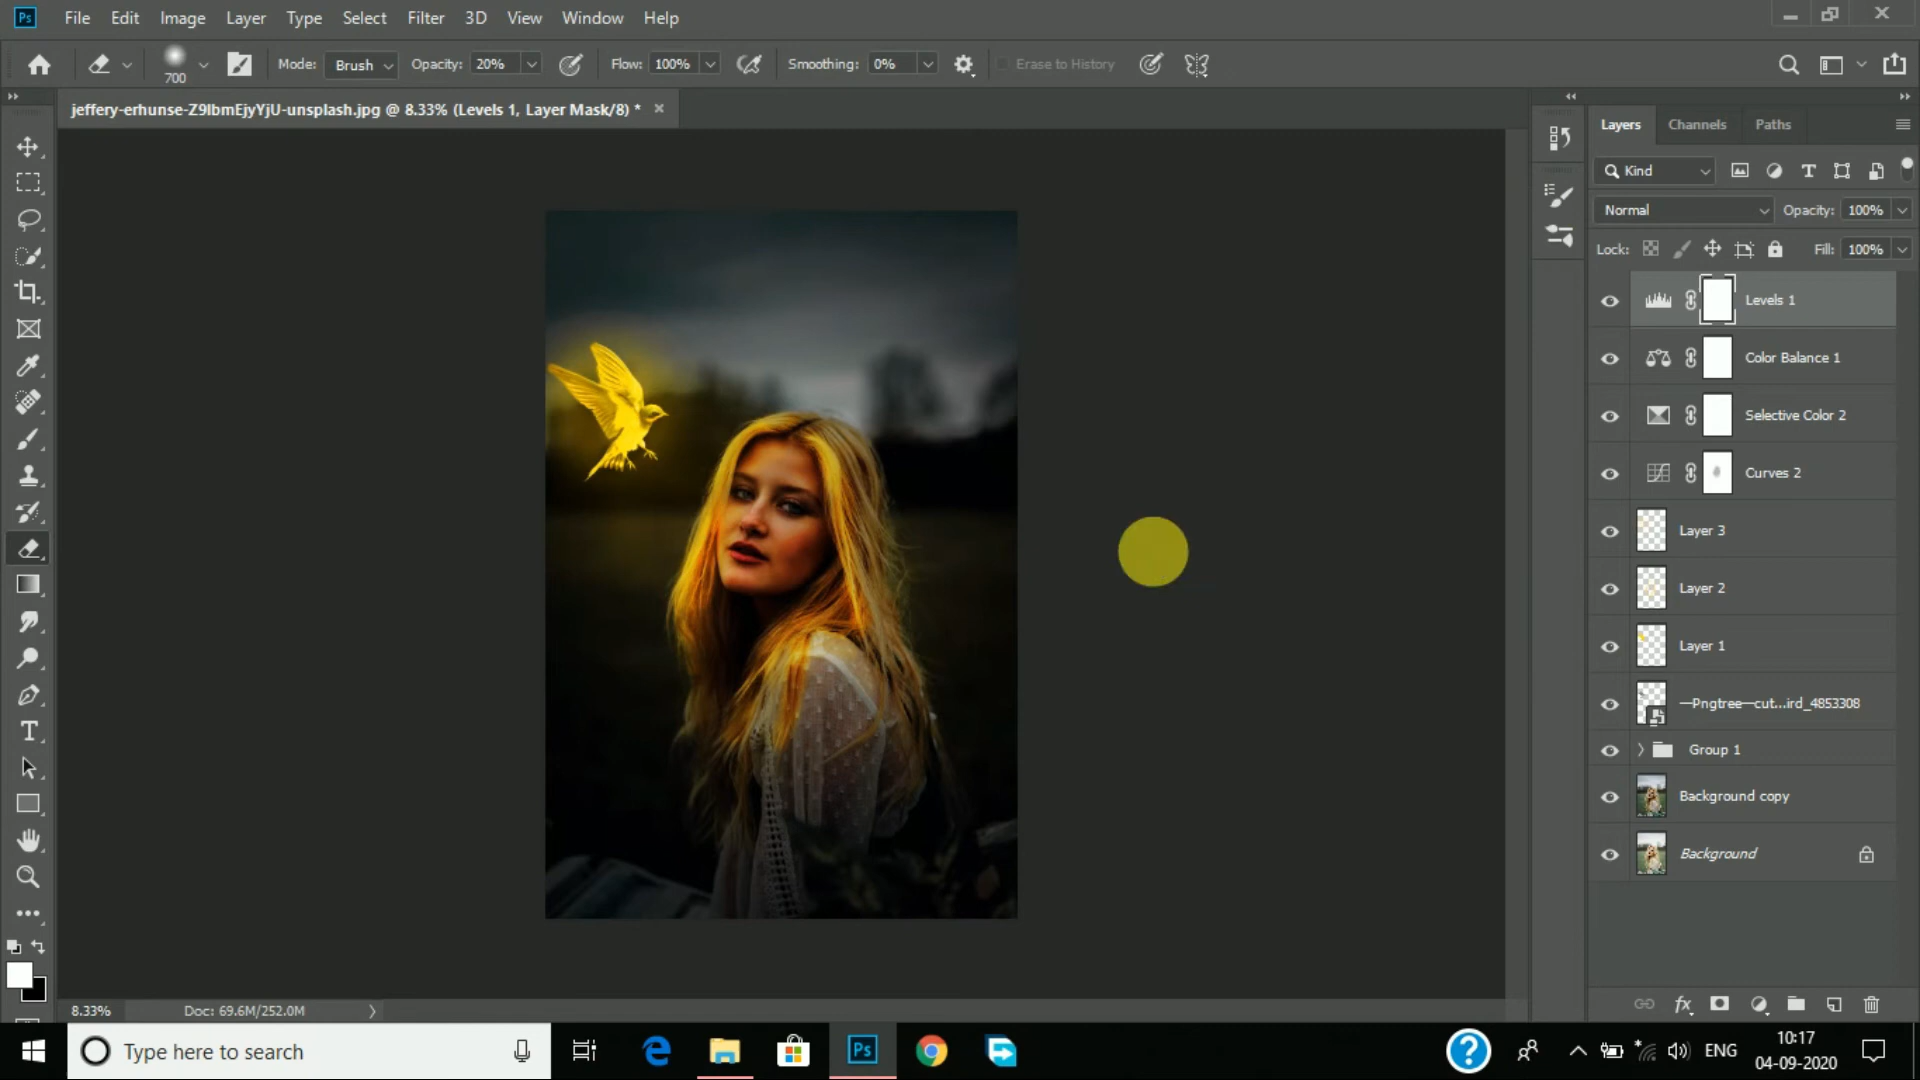 Ps File Edit Image Layer Type Select Filter 3D View Window Help
700 Mode: Brush Opacity: 20% Flow: 100% Smoothing: 0% Erase to History
jeffery-erhunse-Z9lbmEjyYjU-unsplash.jpg @ 8.33% (Levels 1, Layer Mask/8) *
Layers Channels Paths
Kind
Normal Opacity: 100%
Lock: Fill: 100%
Levels 1
Color Balance 1
Selective Color 2
Curves 2
Layer 3
Layer 2
Layer 1
—Pngtree—cut...ird_4853308
Group 1
Background copy
Background
8.33% Doc: 69.6M/252.0M
fx
Type here to search
Ps
ENG
10:17
04-09-2020